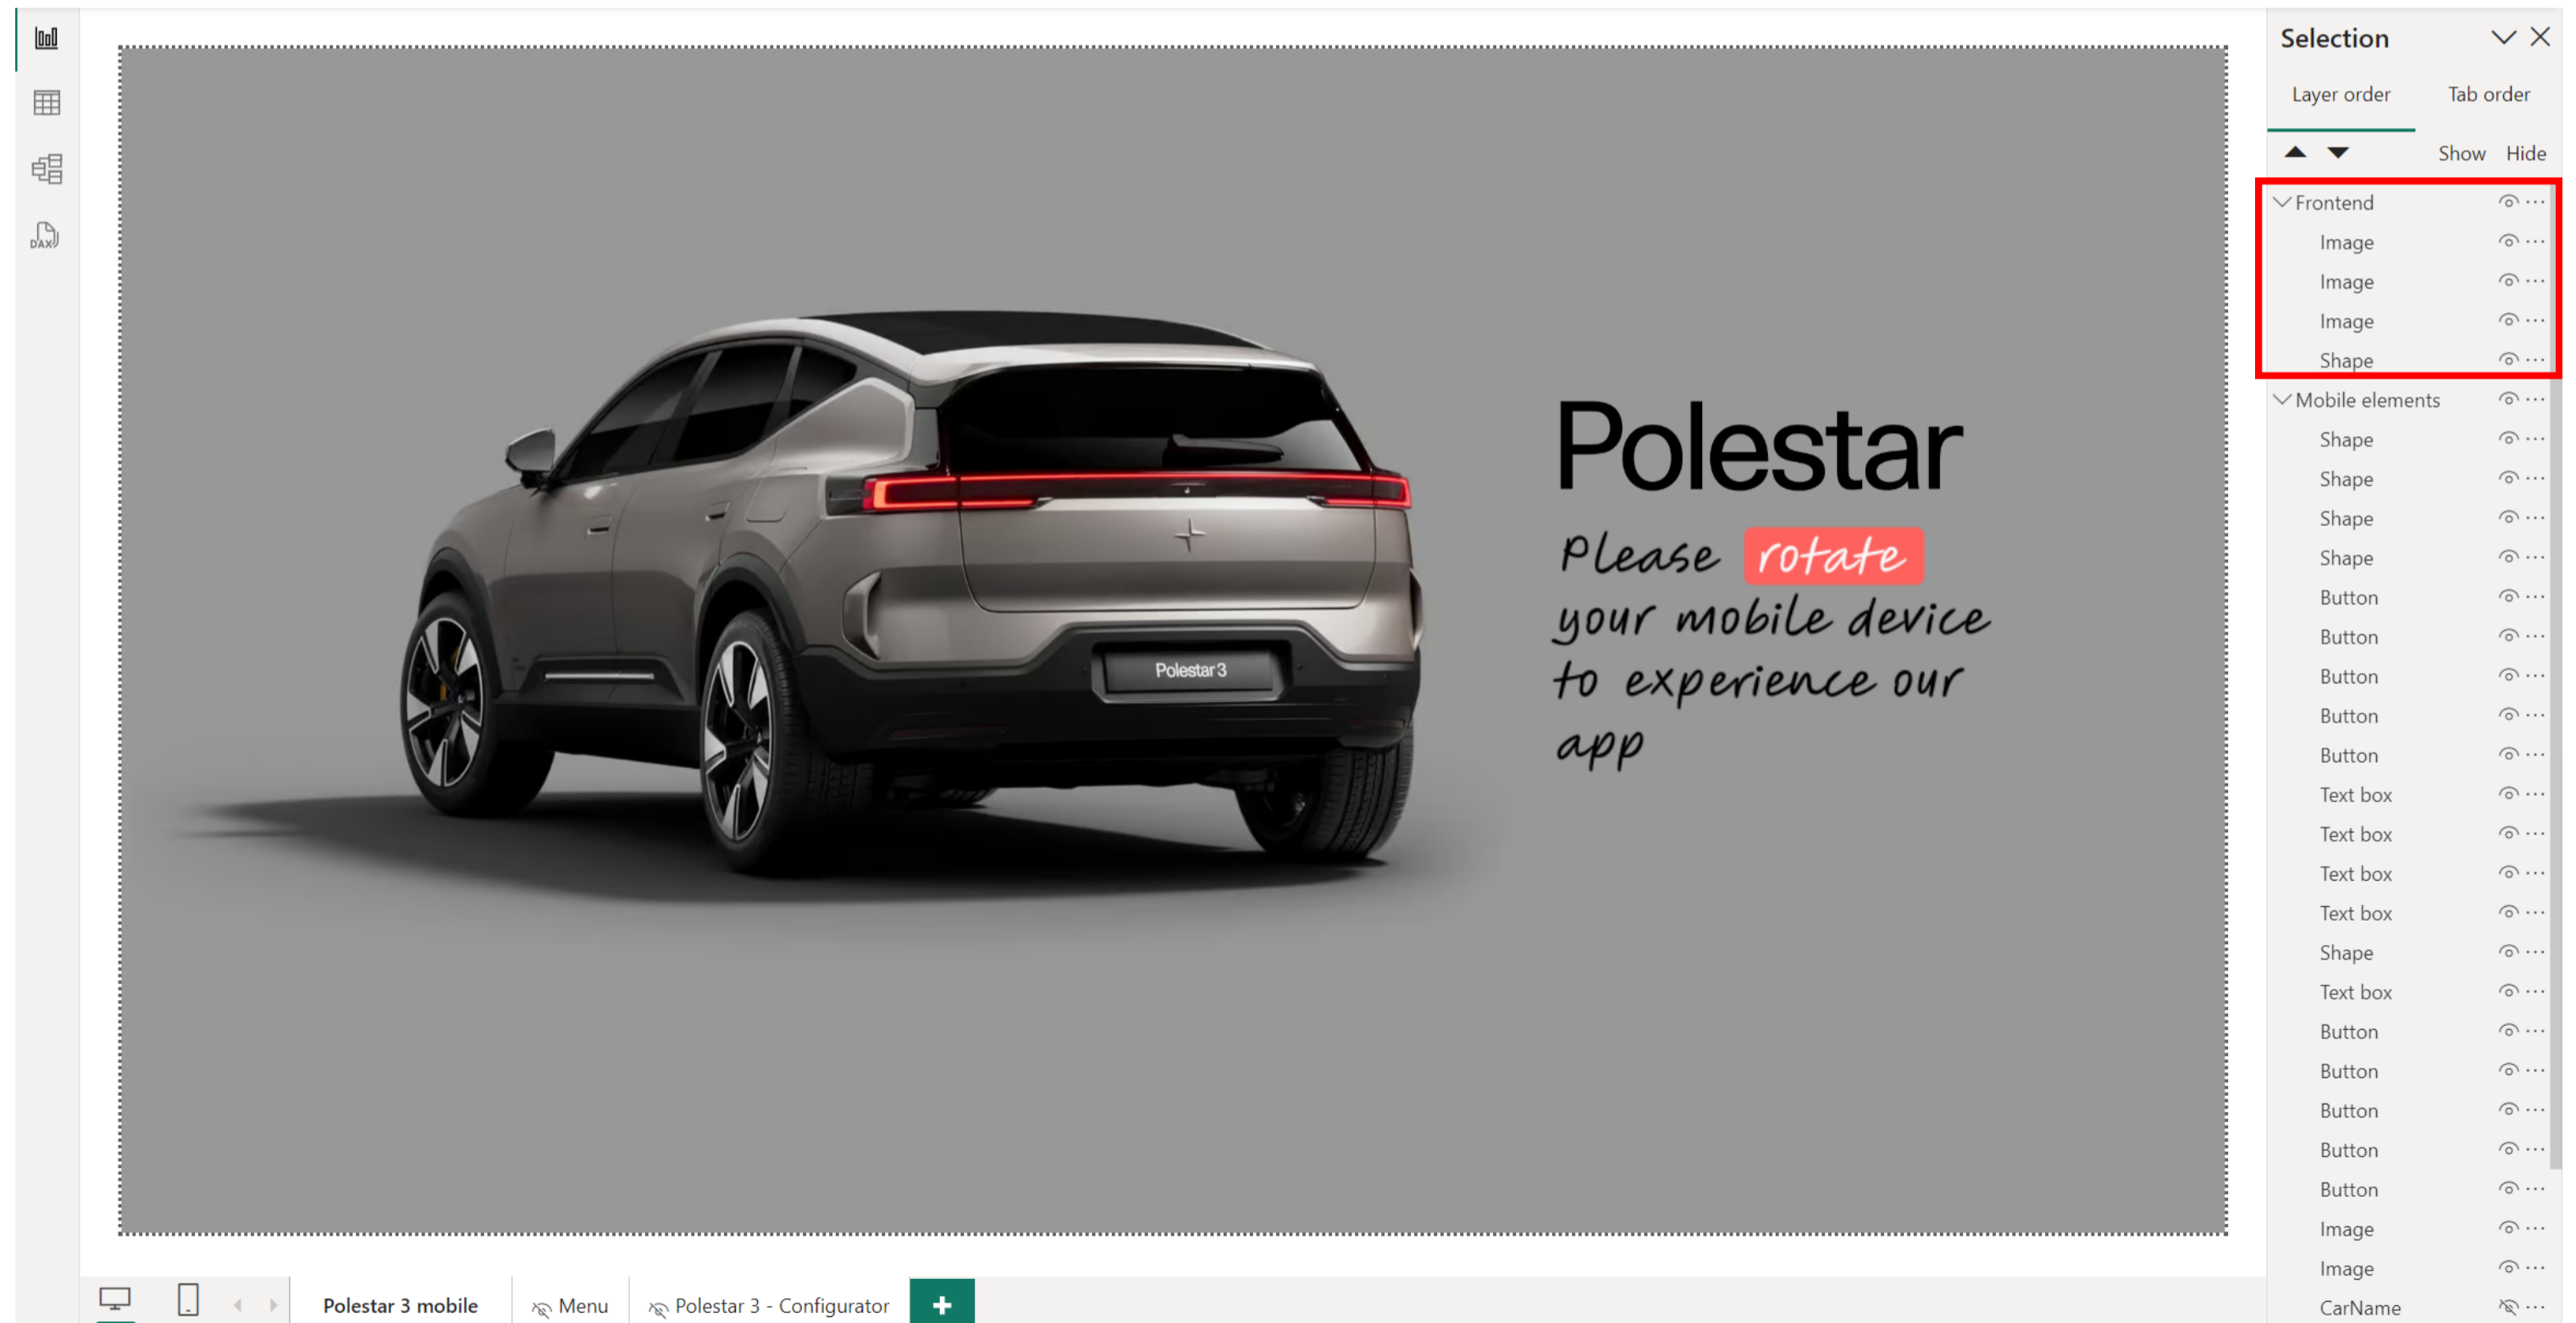 Selection
Layer order Tab order
Show Hide
Frontend
Image
Image
Image
Shape
Mobile elements
Shape
Shape
Shape
Shape
Button
Button
Button
Button
Button
Text box
Text box
Text box
Text box
Shape
Text box
Button
Button
Button
Button
Button
Image
Image
CarName
DAX
Polestar
Please rotate
your mobile device
to experience our
app
Polestar 3
Polestar 3 mobile Menu Polestar 3 - Configurator +